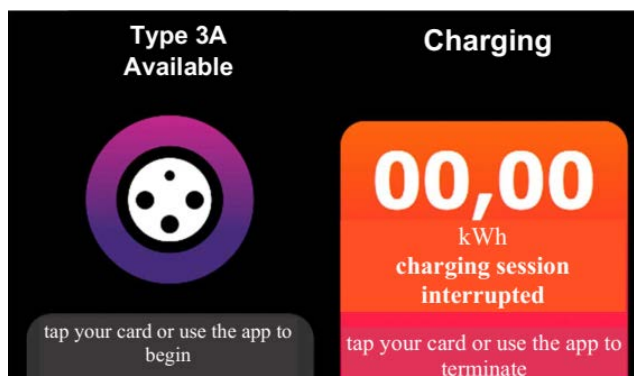 Type 3A
Available
tap your card or use the app to
begin
Charging
00,00
kWh
charging session
interrupted
tap your card or use the app to
terminate